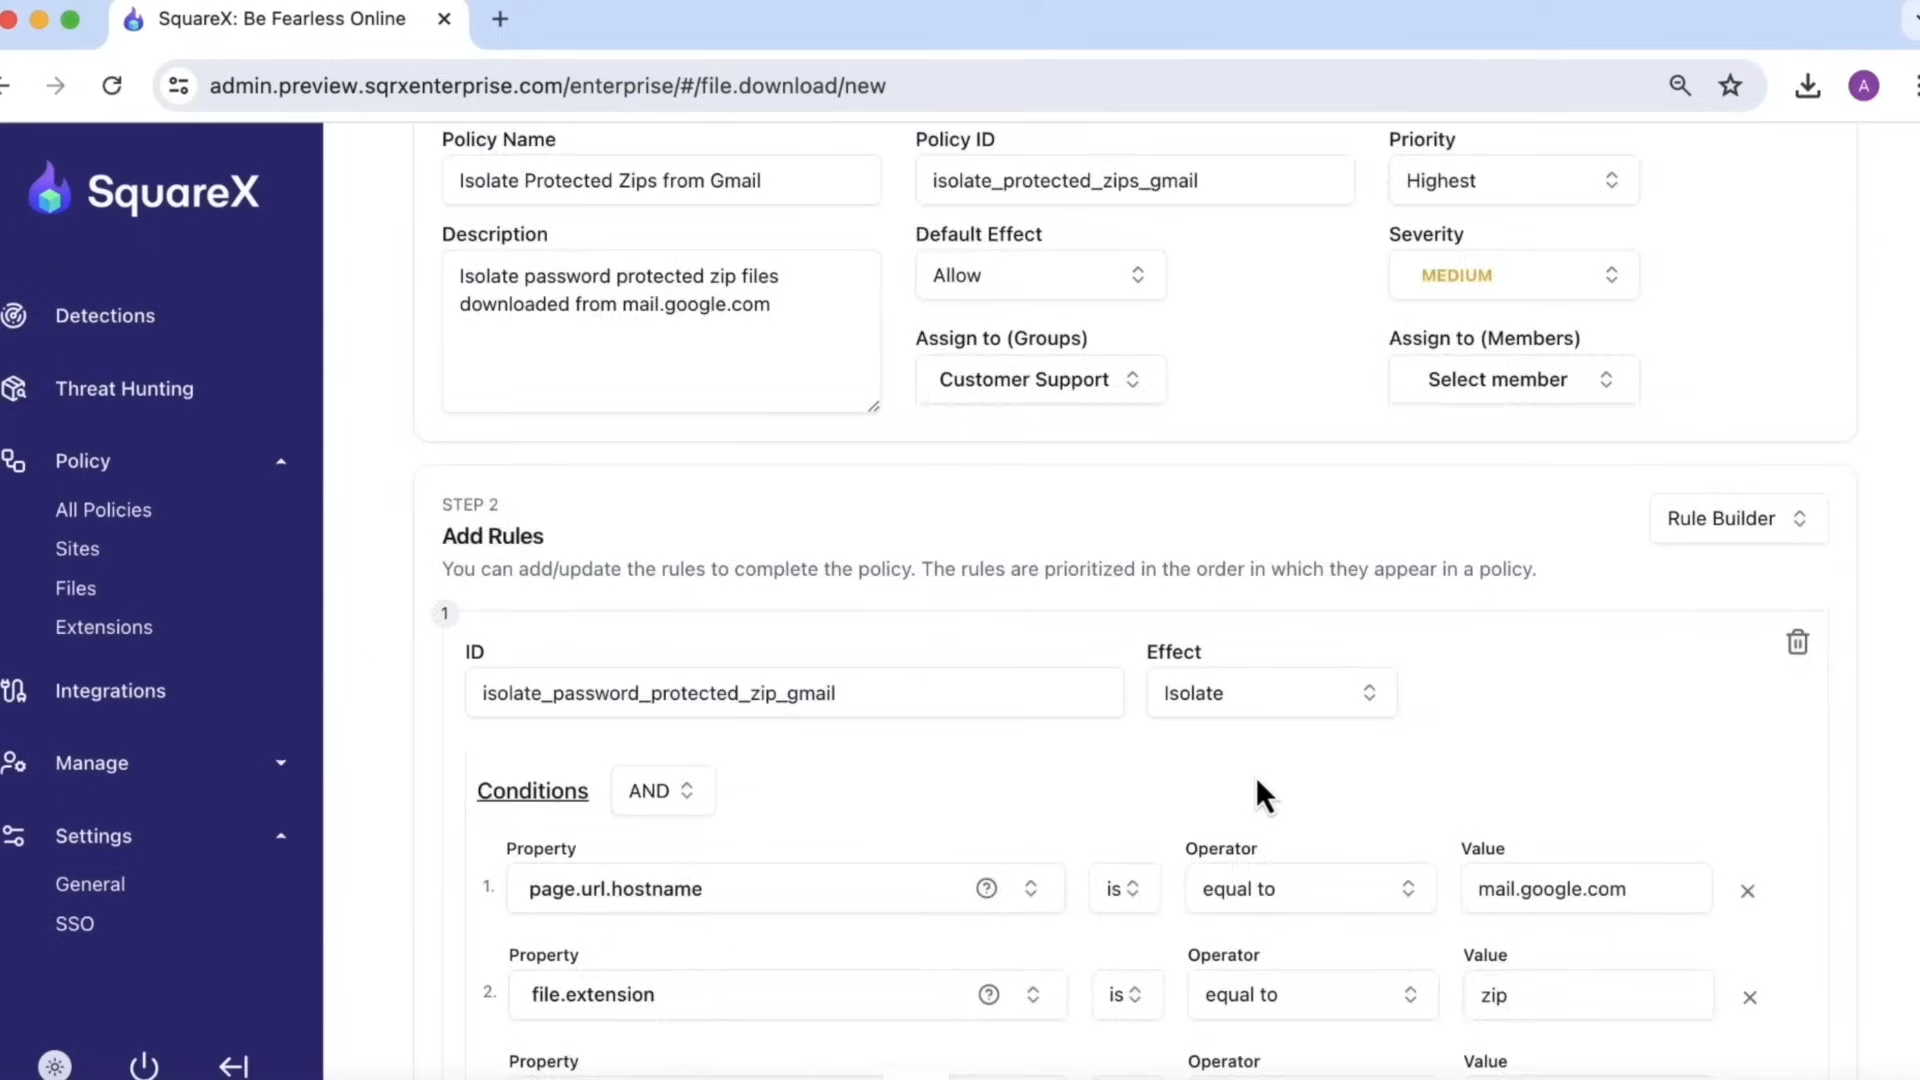 SquareX: Be Fearless Online
admin.preview.sqrxenterprise.com/enterprise/#/file.download/new
A
SquareX
Detections
Threat Hunting
Policy
All Policies
Sites
Files
Extensions
Integrations
Manage
Settings
General
SSO
Policy Name
Policy ID
Priority
Isolate Protected Zips from Gmail
isolate_protected_zips_gmail
Highest
Description
Default Effect
Severity
Isolate password protected zip files
downloaded from mail.google.com
Allow
MEDIUM
Assign to (Groups)
Assign to (Members)
Customer Support
Select member
STEP 2
Add Rules
Rule Builder
You can add/update the rules to complete the policy. The rules are prioritized in the order in which they appear in a policy.
1
ID
Effect
isolate_password_protected_zip_gmail
Isolate
Conditions
AND
Property
Operator
Value
1.
page.url.hostname
is
equal to
mail.google.com
Property
Operator
Value
2.
file.extension
is
equal to
zip
Property
Operator
Value